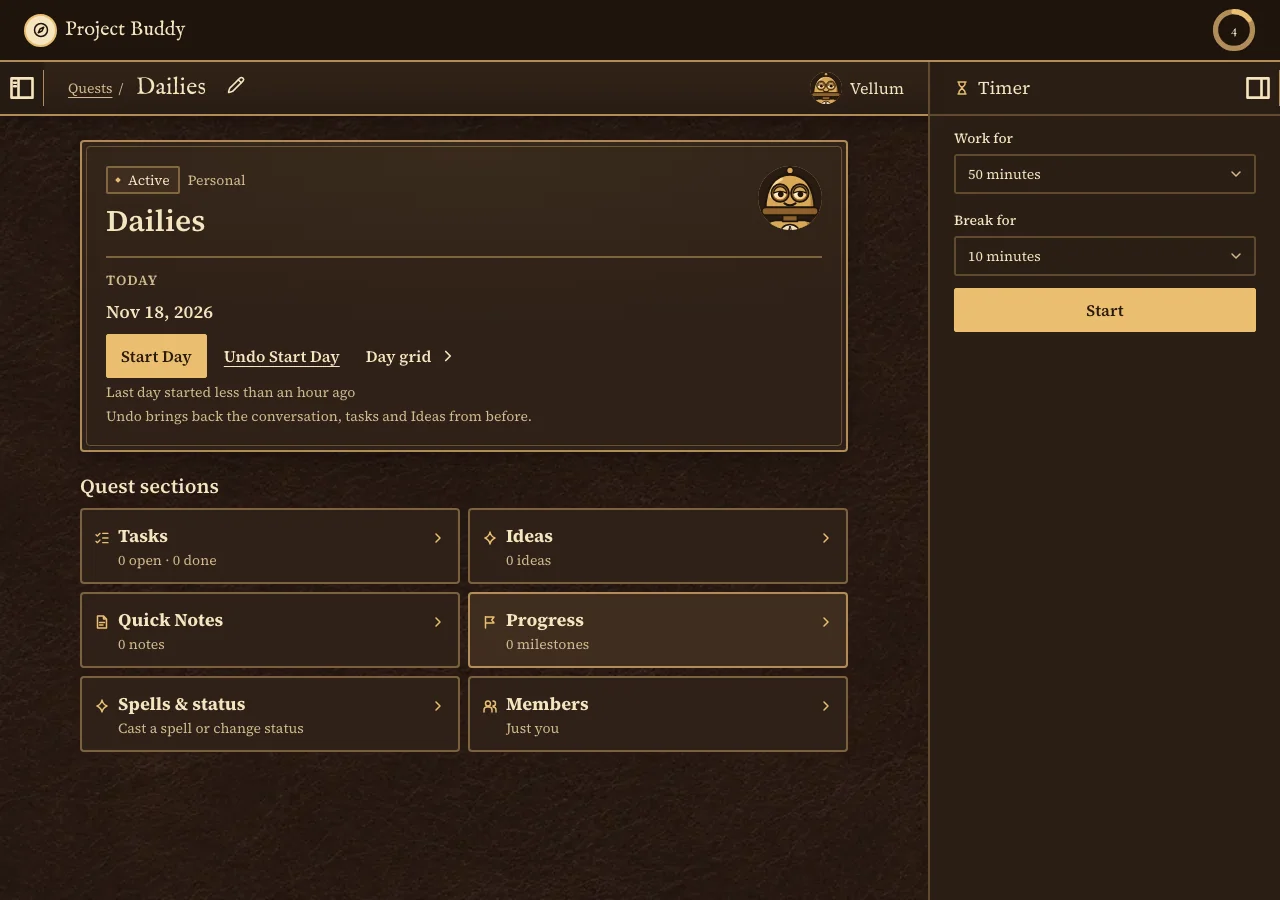 Project Buddy
4
Quests / Dailies
Vellum
Timer
Active
Personal
Dailies
TODAY
Nov 18, 2026
Start Day
Undo Start Day
Day grid
Last day started less than an hour ago
Undo brings back the conversation, tasks and Ideas from before.
Quest sections
Tasks
0 open · 0 done
Ideas
0 ideas
Quick Notes
0 notes
Progress
0 milestones
Spells & status
Cast a spell or change status
Members
Just you
Work for
50 minutes
Break for
10 minutes
Start